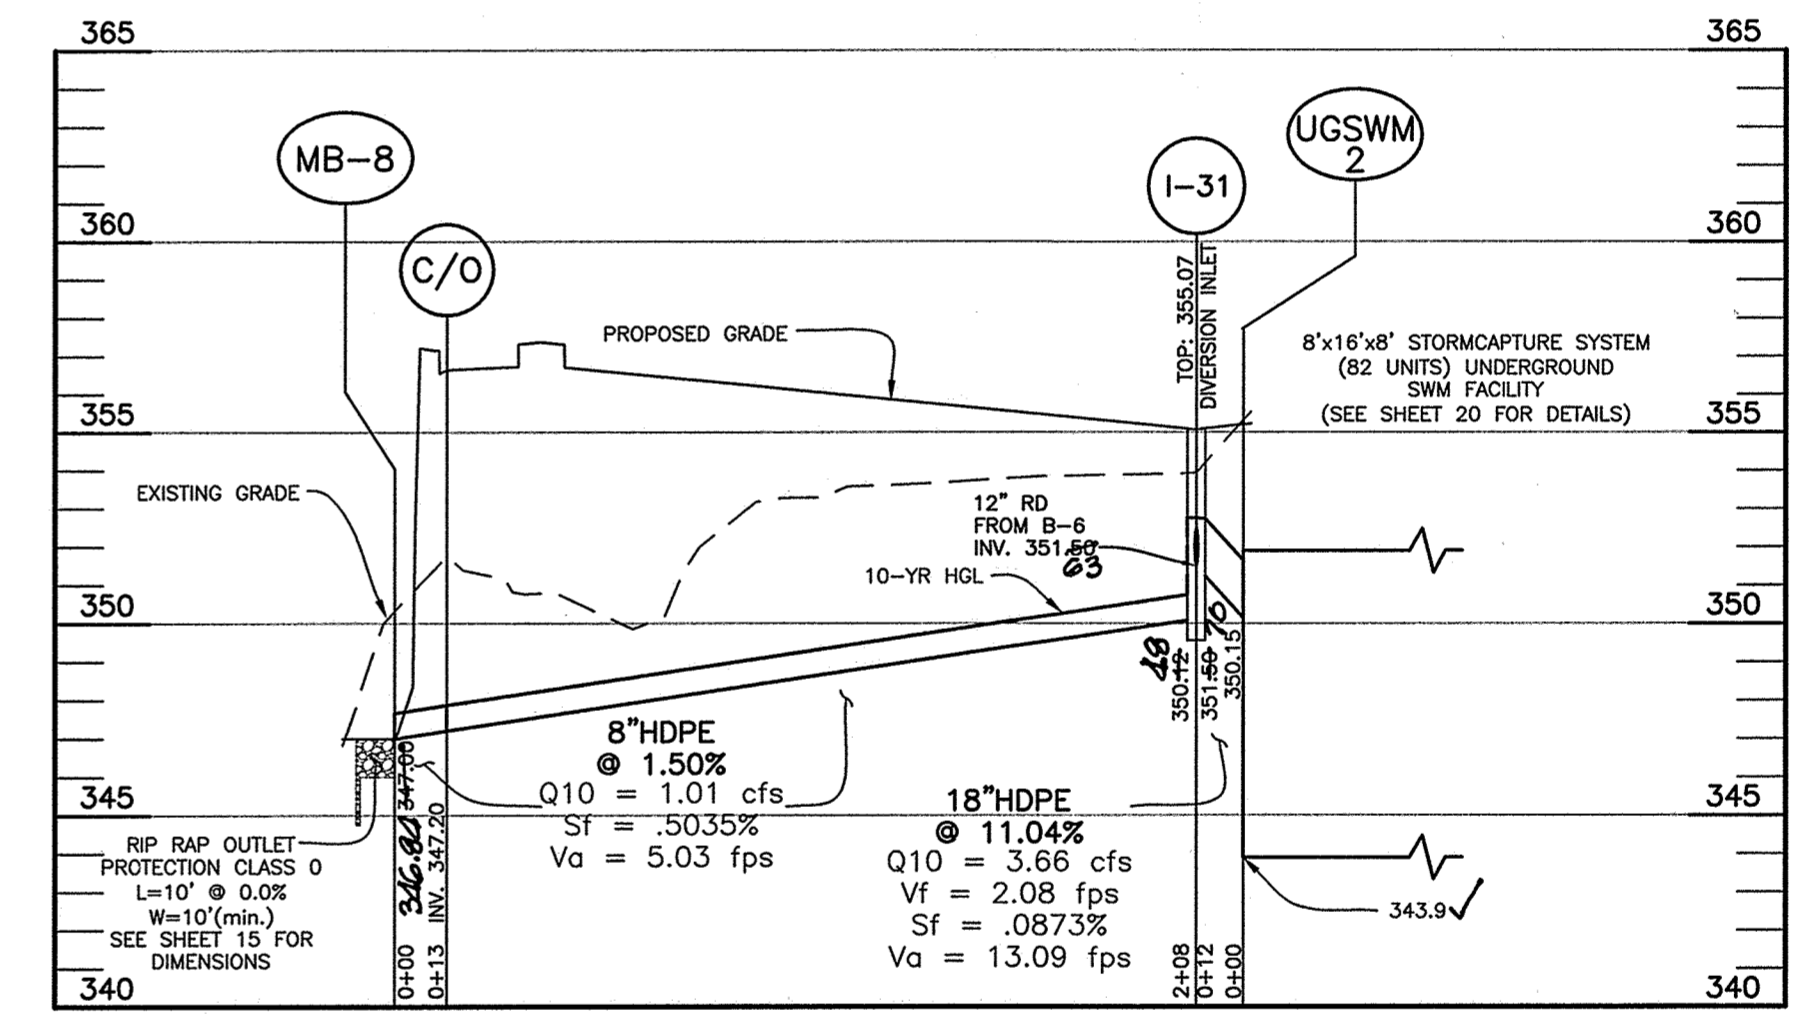 365
365
MB-8
UGSWM
2
I-31
360
360
C/O
TOP: 355.07
DIVERSION INLET
PROPOSED GRADE
8'x16'x8' STORMCAPTURE SYSTEM
(82 UNITS) UNDERGROUND
SWM FACILITY
(SEE SHEET 20 FOR DETAILS)
355
355
EXISTING GRADE
12" RD
FROM B-6
INV. 351.50
63
10-YR HGL
350
350
350.12
18
351.50
70
350.15
8"HDPE
@ 1.50%
Q10 = 1.01 cfs
Sf = .5035%
Va = 5.03 fps
18"HDPE
@ 11.04%
Q10 = 3.66 cfs
Vf = 2.08 fps
Sf = .0873%
Va = 13.09 fps
345
345
347.00
INV. 347.20
RIP RAP OUTLET
PROTECTION CLASS 0
L=10' @ 0.0%
W=10'(min.)
SEE SHEET 15 FOR
DIMENSIONS
343.9
0+00
0+13
2+08
0+12
0+00
340
340